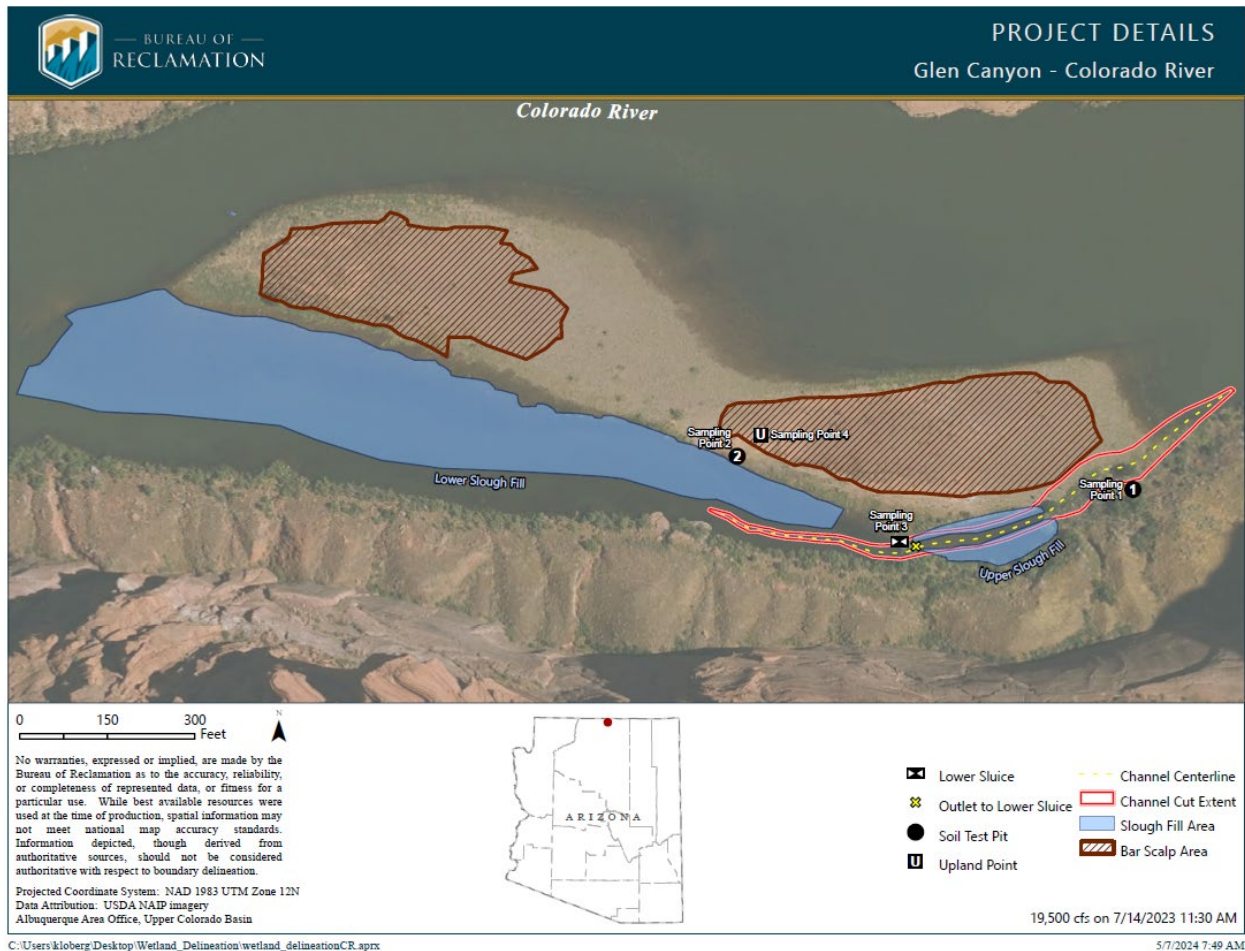 BUREAU OF
RECLAMATION
PROJECT DETAILS
Glen Canyon - Colorado River
Colorado River
Sampling
Point 2
2
U Sampling Point 4
Sampling
Point 1
1
Lower Slough Fill
Sampling
Point 3
Upper Slough Fill
0 150 300
Feet
N
No warranties, expressed or implied, are made by the
Bureau of Reclamation as to the accuracy, reliability,
or completeness of represented data, or fitness for a
particular use. While best available resources were
used at the time of production, spatial information may
not meet national map accuracy standards.
Information depicted, though derived from
authoritative sources, should not be considered
authoritative with respect to boundary delineation.
Projected Coordinate System: NAD 1983 UTM Zone 12N
Data Attribution: USDA NAIP imagery
Albuquerque Area Office, Upper Colorado Basin
ARIZONA
Lower Sluice
Outlet to Lower Sluice
Soil Test Pit
U Upland Point
Channel Centerline
Channel Cut Extent
Slough Fill Area
Bar Scalp Area
19,500 cfs on 7/14/2023 11:30 AM
C:\Users\kloberg\Desktop\Wetland_Delineation\wetland_delineationCR.aprx
5/7/2024 7:49 AM